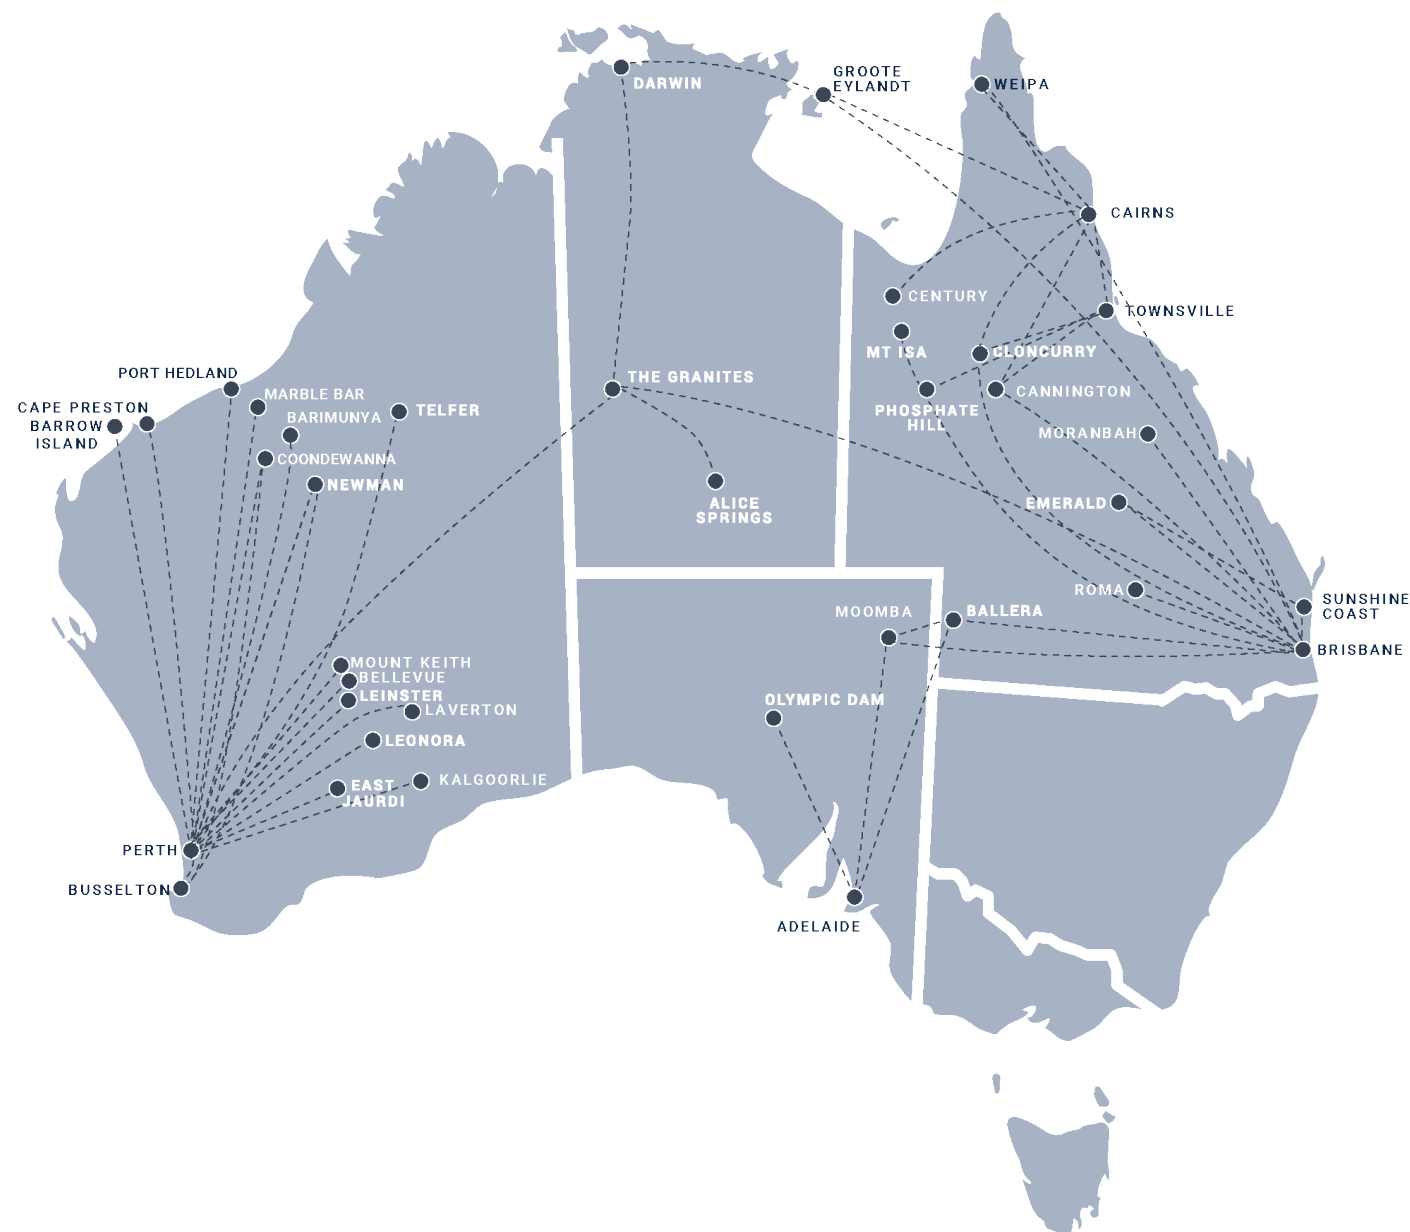 GROOTE
EYLANDT
DARWIN
WEIPA
CAIRNS
CENTURY
TOWNSVILLE
MT ISA
CLONCURRY
PORT HEDLAND
THE GRANITES
MARBLE BAR
CANNINGTON
CAPE PRESTON
BARIMUNYA
TELFER
PHOSPHATE
HILL
BARROW
ISLAND
MORANBAH
COONDEWANNA
NEWMAN
ALICE
SPRINGS
EMERALD
ROMA
SUNSHINE
COAST
MOOMBA
BALLERA
BRISBANE
MOUNT KEITH
BELLEVUE
LEINSTER
OLYMPIC DAM
LAVERTON
LEONORA
KALGOORLIE
EAST
JAURDI
PERTH
BUSSELTON
ADELAIDE